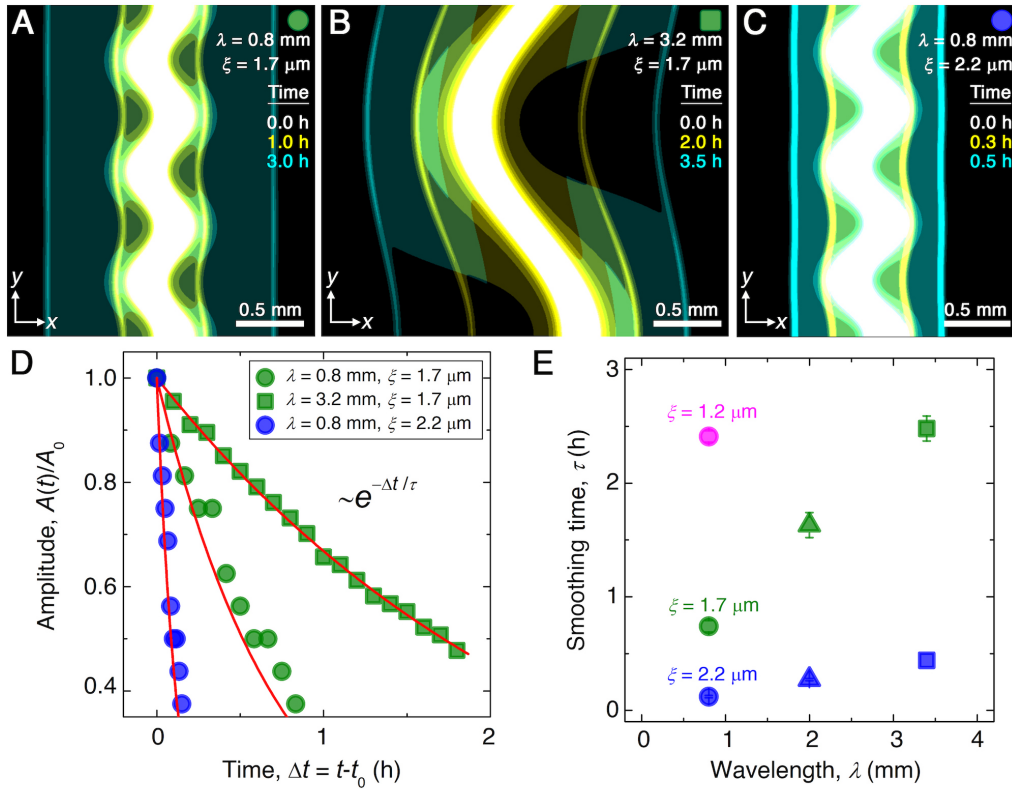 A
λ = 0.8 mm
ξ = 1.7 μm
Time
0.0 h
1.0 h
3.0 h
y
x
0.5 mm
B
λ = 3.2 mm
ξ = 1.7 μm
Time
0.0 h
2.0 h
3.5 h
y
x
0.5 mm
C
λ = 0.8 mm
ξ = 2.2 μm
Time
0.0 h
0.3 h
0.5 h
y
x
0.5 mm
D
λ = 0.8 mm, ξ = 1.7 μm
λ = 3.2 mm, ξ = 1.7 μm
λ = 0.8 mm, ξ = 2.2 μm
~e^{-Δt/τ}
1.0
0.8
0.6
0.4
Amplitude, A(t)/A_0
0 1 2
Time, Δt = t-t_0 (h)
E
ξ = 1.2 μm
ξ = 1.7 μm
ξ = 2.2 μm
3
2
1
0
Smoothing time, τ (h)
0 1 2 3 4
Wavelength, λ (mm)